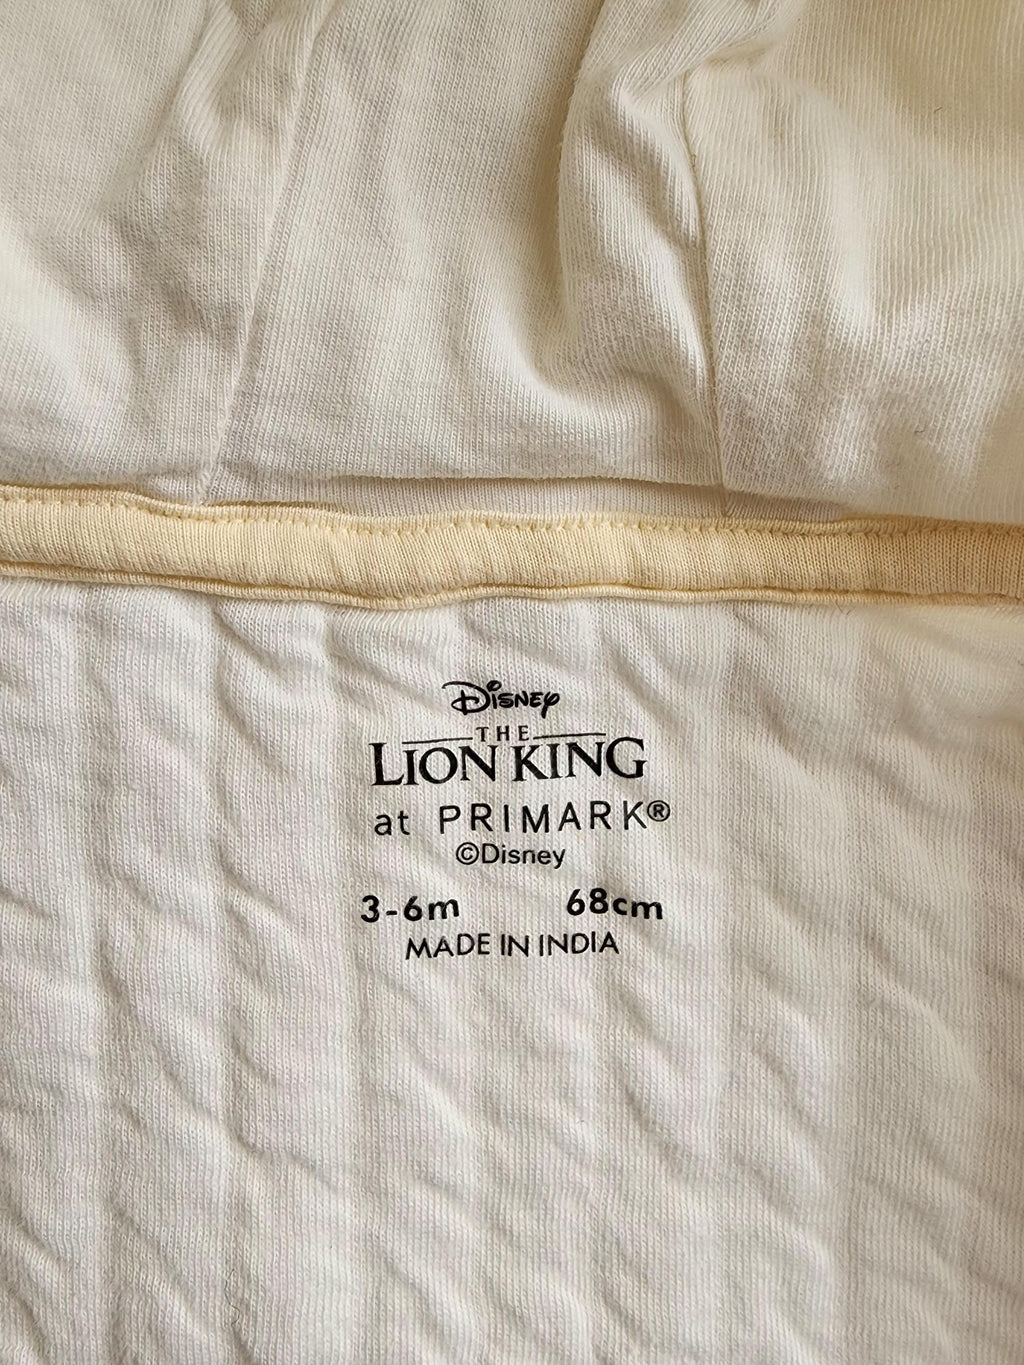 Disney
THE
LION KING
at PRIMARK®
©Disney
3-6m 68cm
MADE IN INDIA